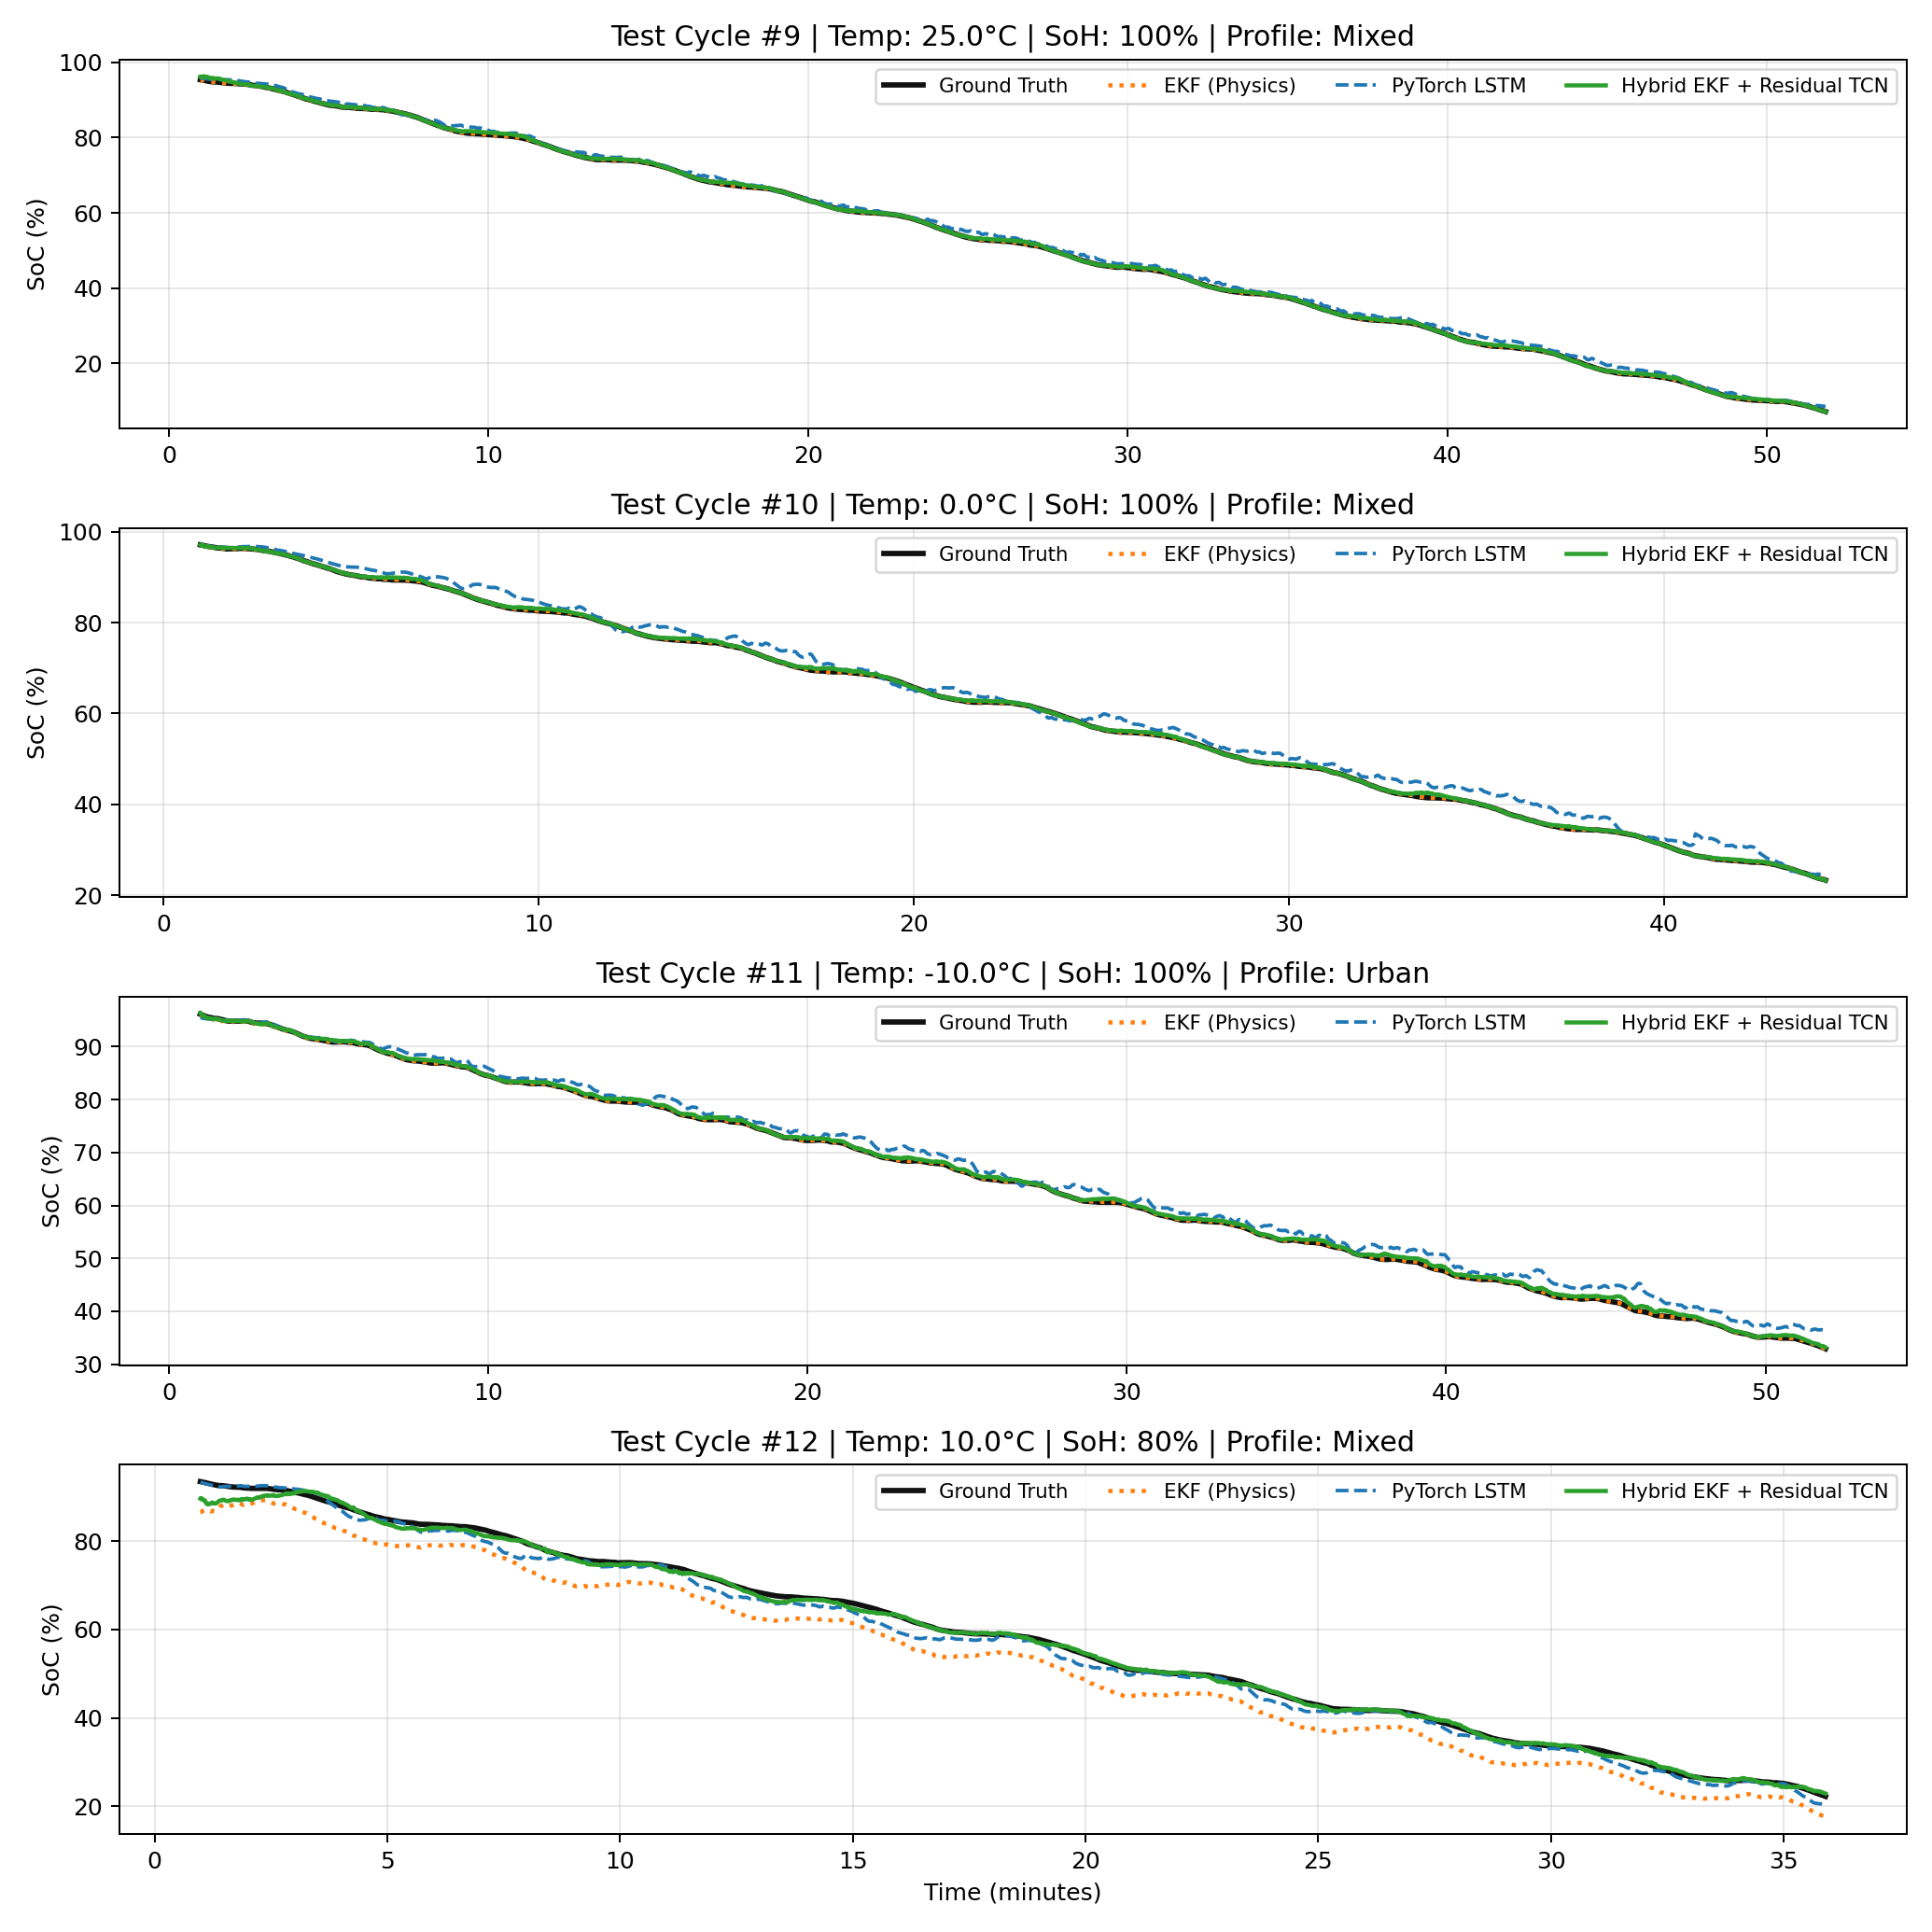 Test Cycle #9 | Temp: 25.0°C | SoH: 100% | Profile: Mixed
Ground Truth EKF (Physics) PyTorch LSTM Hybrid EKF + Residual TCN
SoC (%)
100
80
60
40
20
0 10 20 30 40 50
Test Cycle #10 | Temp: 0.0°C | SoH: 100% | Profile: Mixed
Ground Truth EKF (Physics) PyTorch LSTM Hybrid EKF + Residual TCN
SoC (%)
100
80
60
40
20
0 10 20 30 40
Test Cycle #11 | Temp: -10.0°C | SoH: 100% | Profile: Urban
Ground Truth EKF (Physics) PyTorch LSTM Hybrid EKF + Residual TCN
SoC (%)
90
80
70
60
50
40
30
0 10 20 30 40 50
Test Cycle #12 | Temp: 10.0°C | SoH: 80% | Profile: Mixed
Ground Truth EKF (Physics) PyTorch LSTM Hybrid EKF + Residual TCN
SoC (%)
80
60
40
20
0 5 10 15 20 25 30 35
Time (minutes)